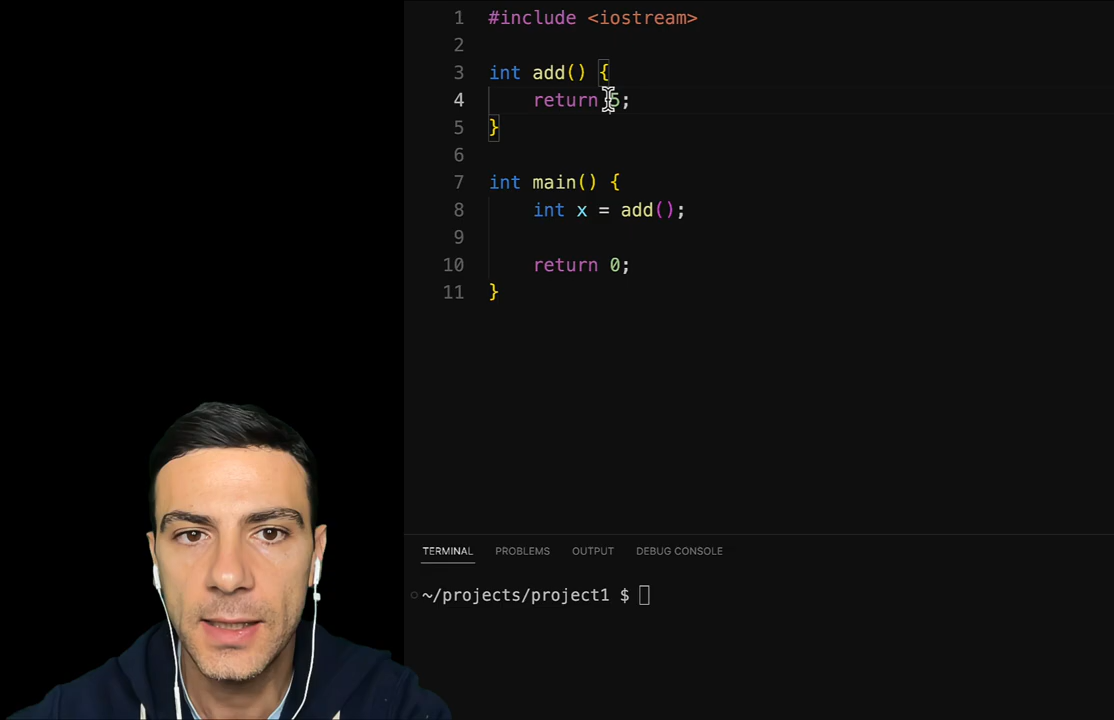 1 #include <iostream>
2
3 int add() {
4     return 5;
5 }
6
7 int main() {
8     int x = add();
9
10     return 0;
11 }
TERMINAL PROBLEMS OUTPUT DEBUG CONSOLE
~/projects/project1 $